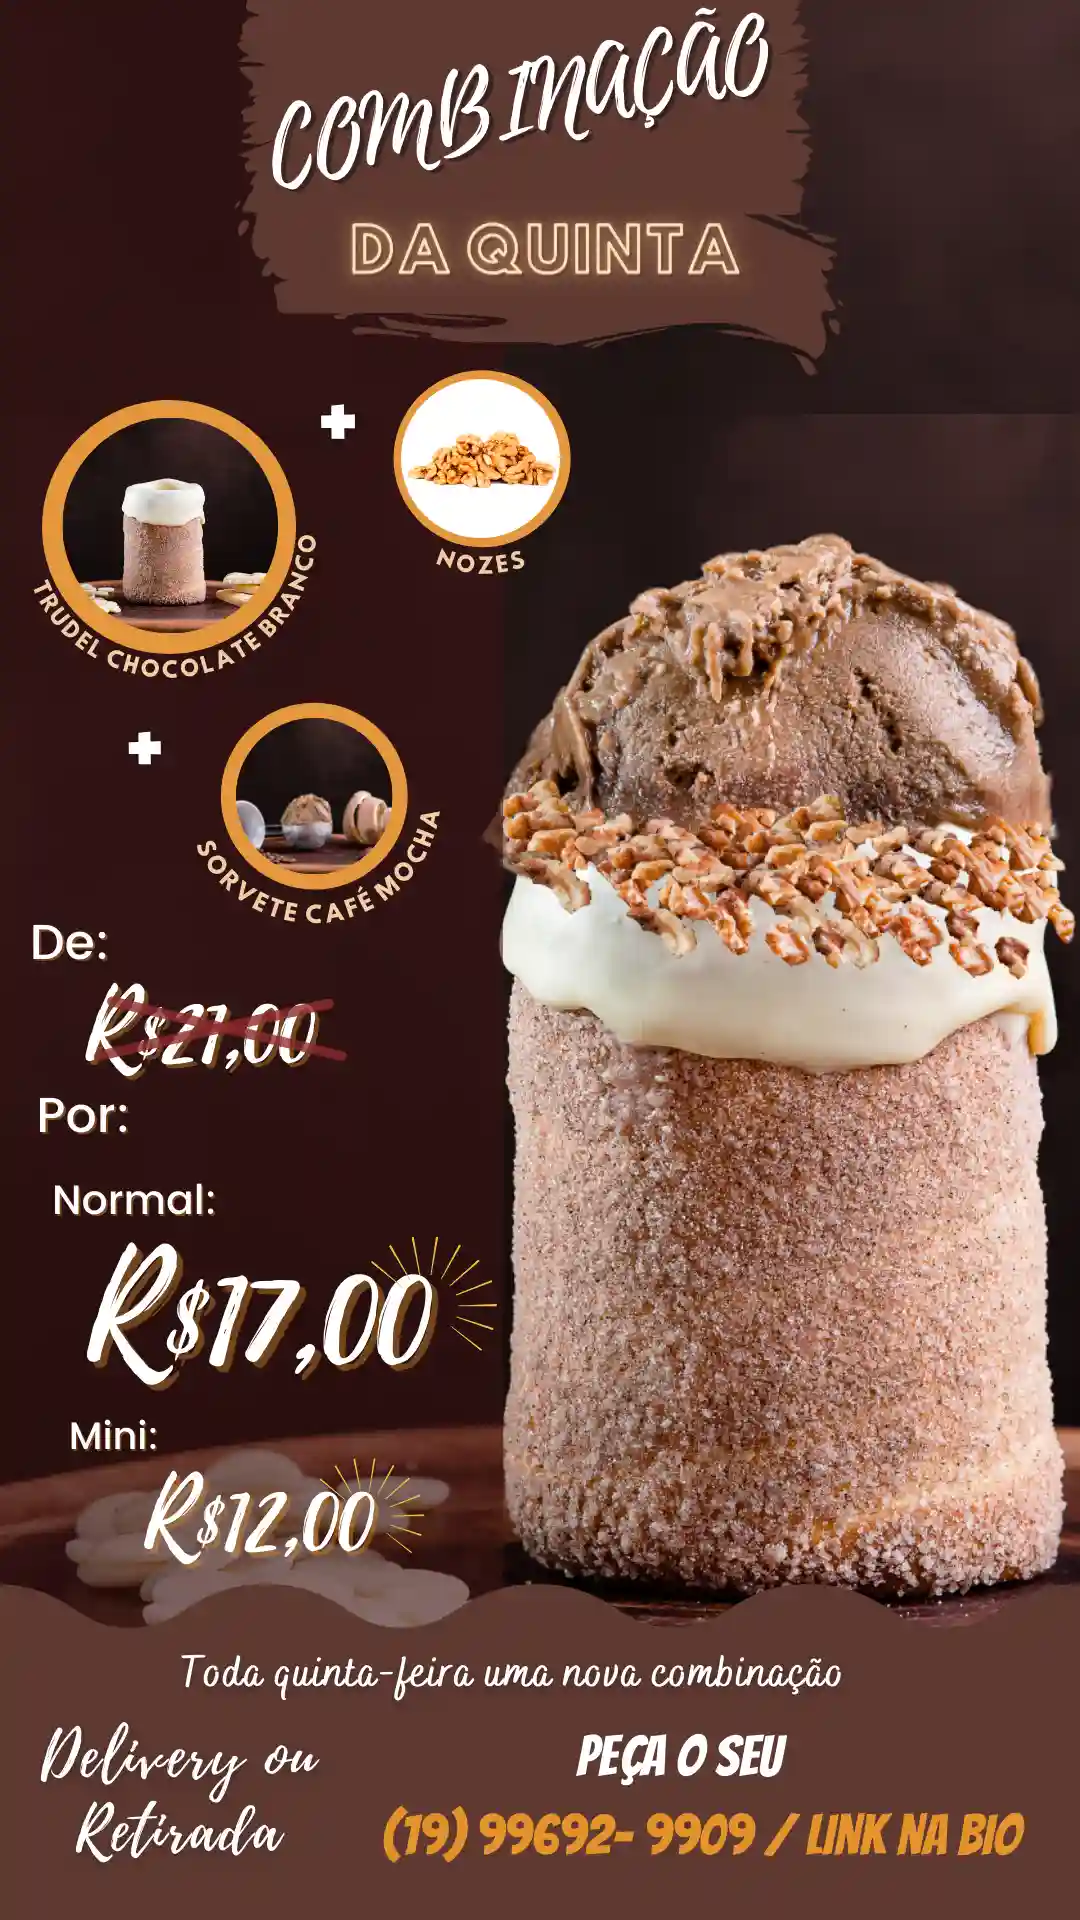 COMBINAÇÃO
DA QUINTA
NOZES
TRUDEL CHOCOLATE BRANCO
SORVETE CAFÉ MOCHA
De:
R$21,00
Por:
Normal:
R$17,00
Mini:
R$12,00
Toda quinta-feira uma nova combinação
Delivery ou
Retirada
PEÇA O SEU
(19) 99692- 9909 / LINK NA BIO